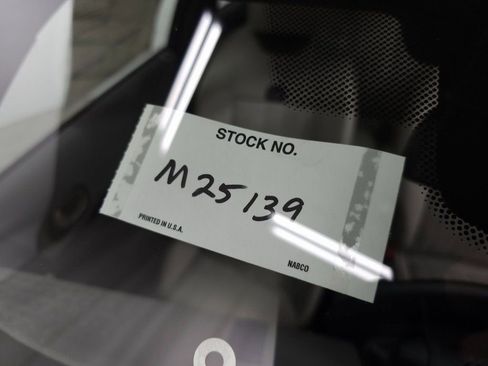 STOCK NO.
M25139
PRINTED IN U.S.A.
NABCO